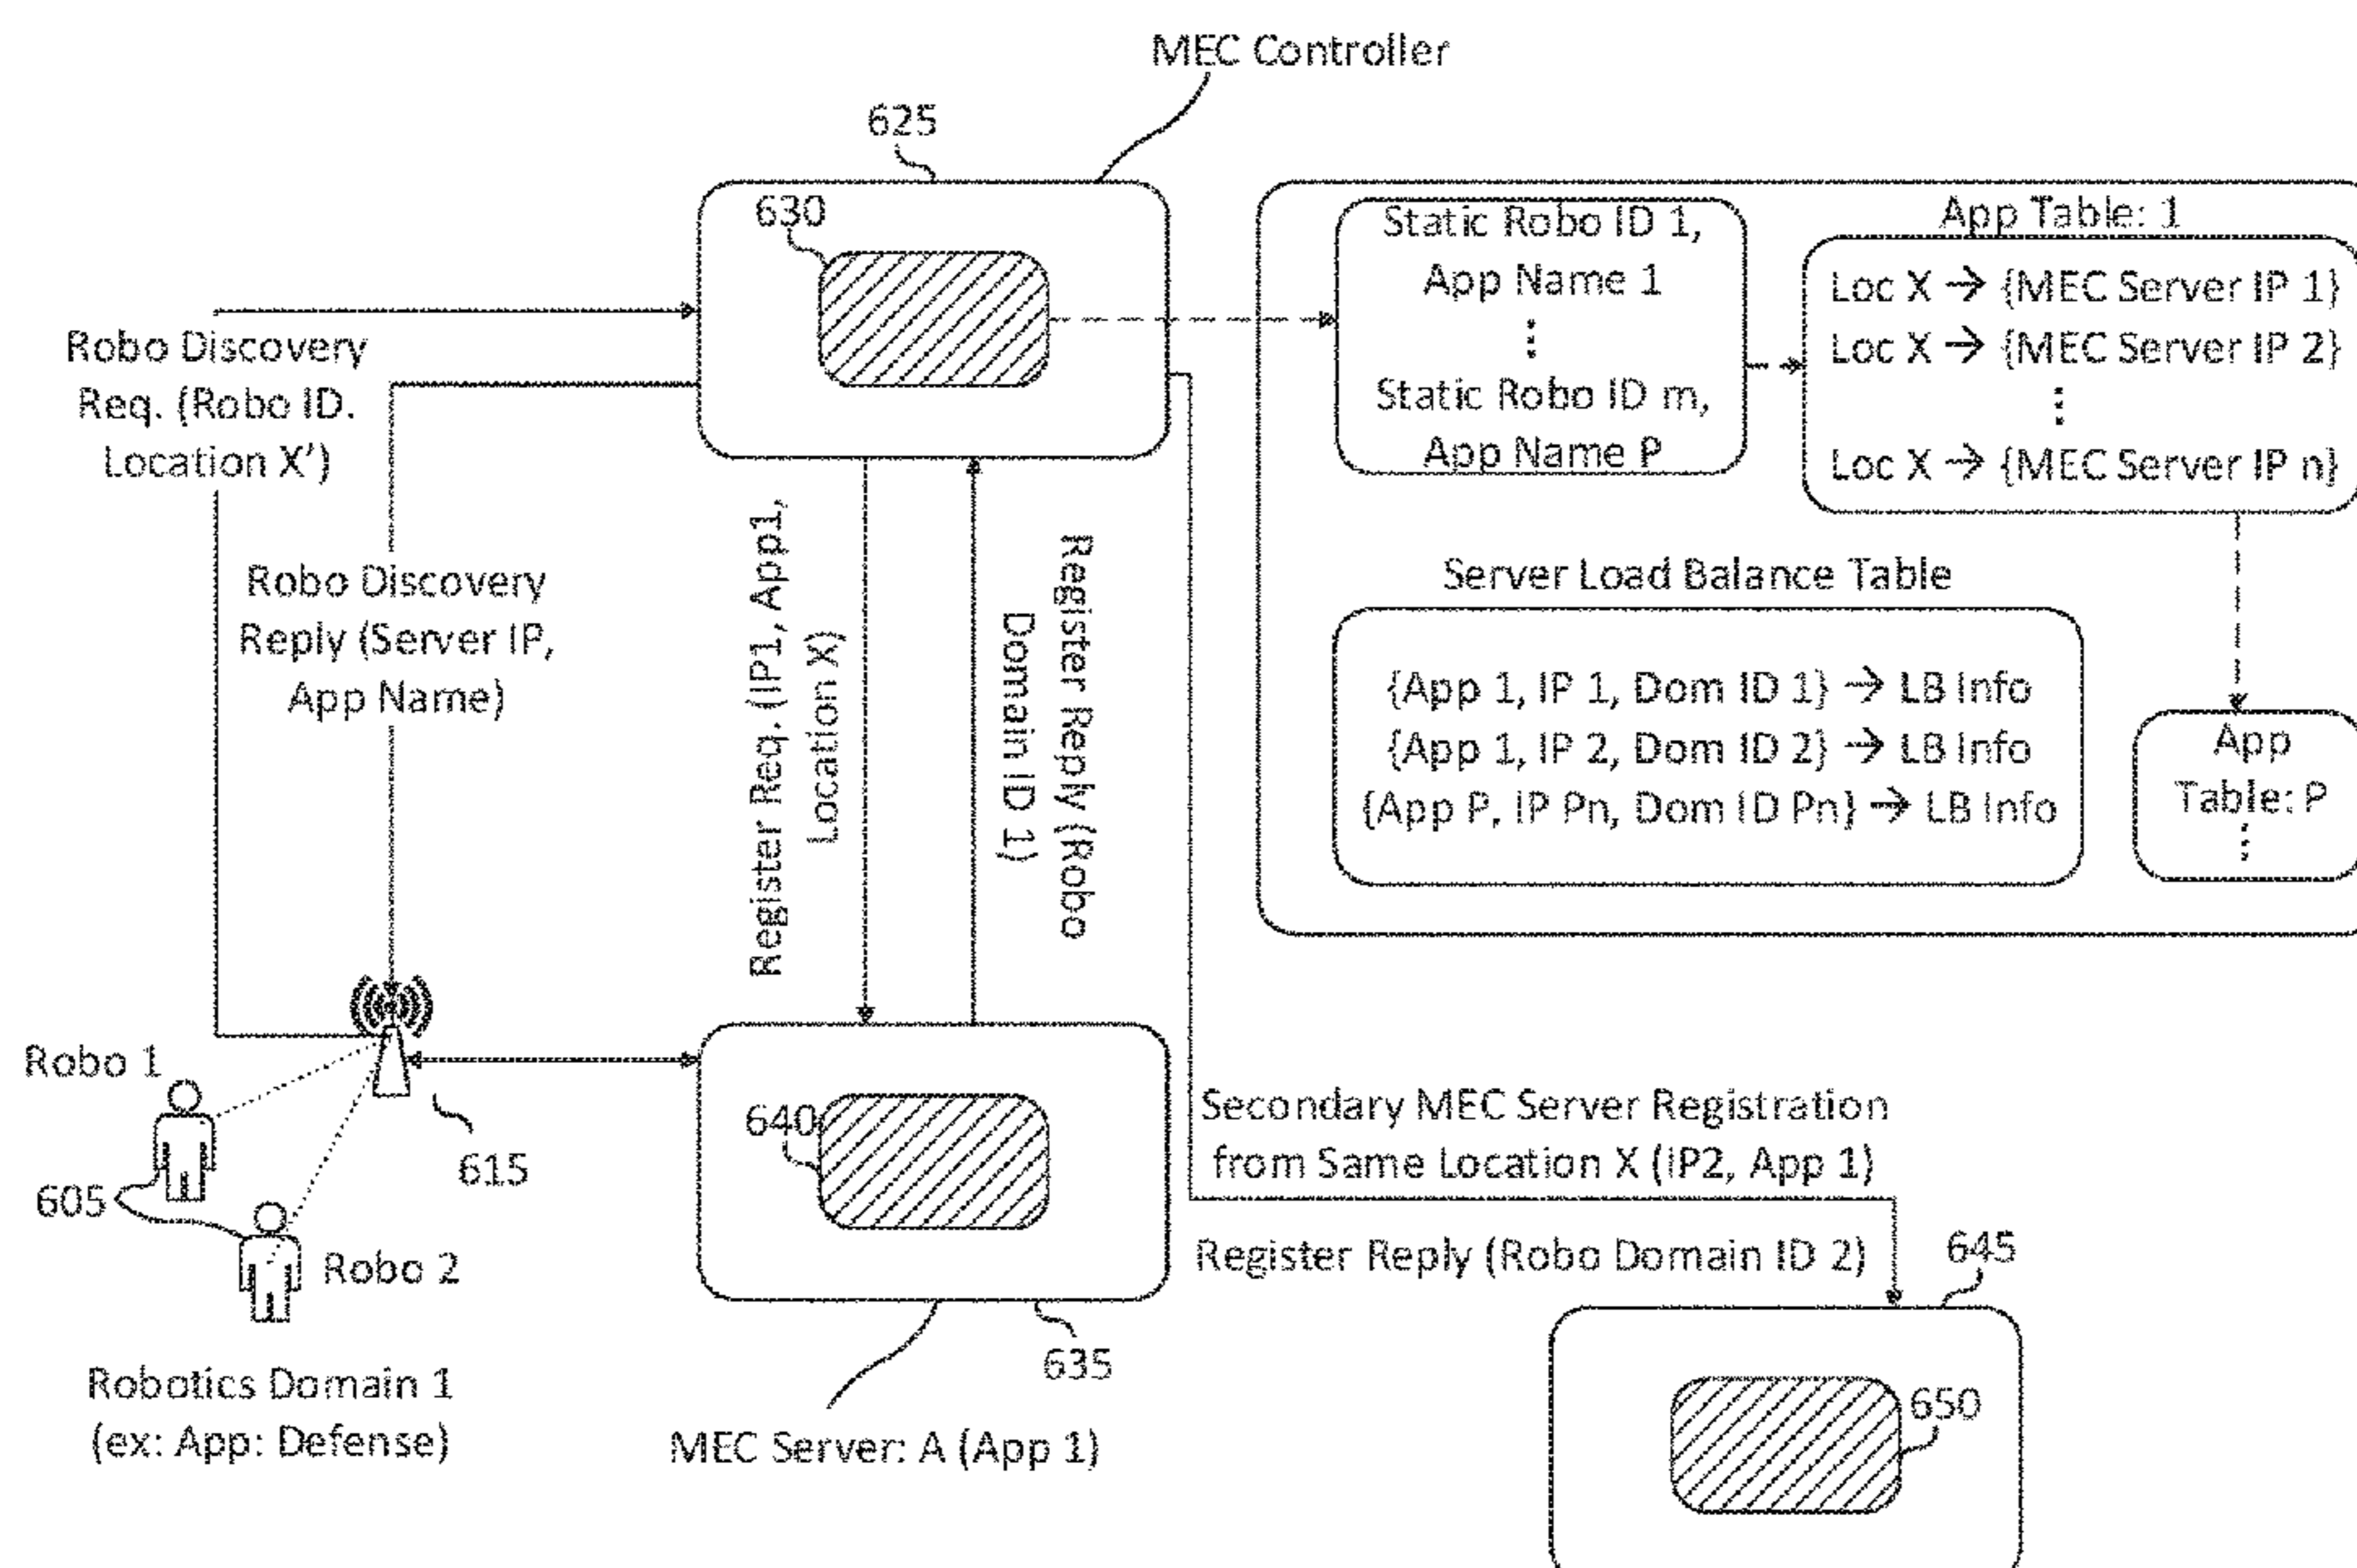 MEC Controller
625
630
Robo Discovery
Req. (Robo ID.
Location X')
Robo Discovery
Reply (Server IP,
App Name)
Register Req. (IP1, App1,
Location X)
Register Reply (Robo
Domain ID 1)
Static Robo ID 1,
App Name 1
⋮
Static Robo ID m,
App Name P
App Table: 1
Loc X → {MEC Server IP 1}
Loc X → {MEC Server IP 2}
⋮
Loc X → {MEC Server IP n}
Server Load Balance Table
{App 1, IP 1, Dom ID 1} → LB Info
{App 1, IP 2, Dom ID 2} → LB Info
{App P, IP Pn, Dom ID Pn} → LB Info
App
Table: P
⋮
Robo 1
605
Robo 2
615
640
635
Robotics Domain 1
(ex: App: Defense)
MEC Server: A (App 1)
Secondary MEC Server Registration
from Same Location X (IP2, App 1)
Register Reply (Robo Domain ID 2)
645
650